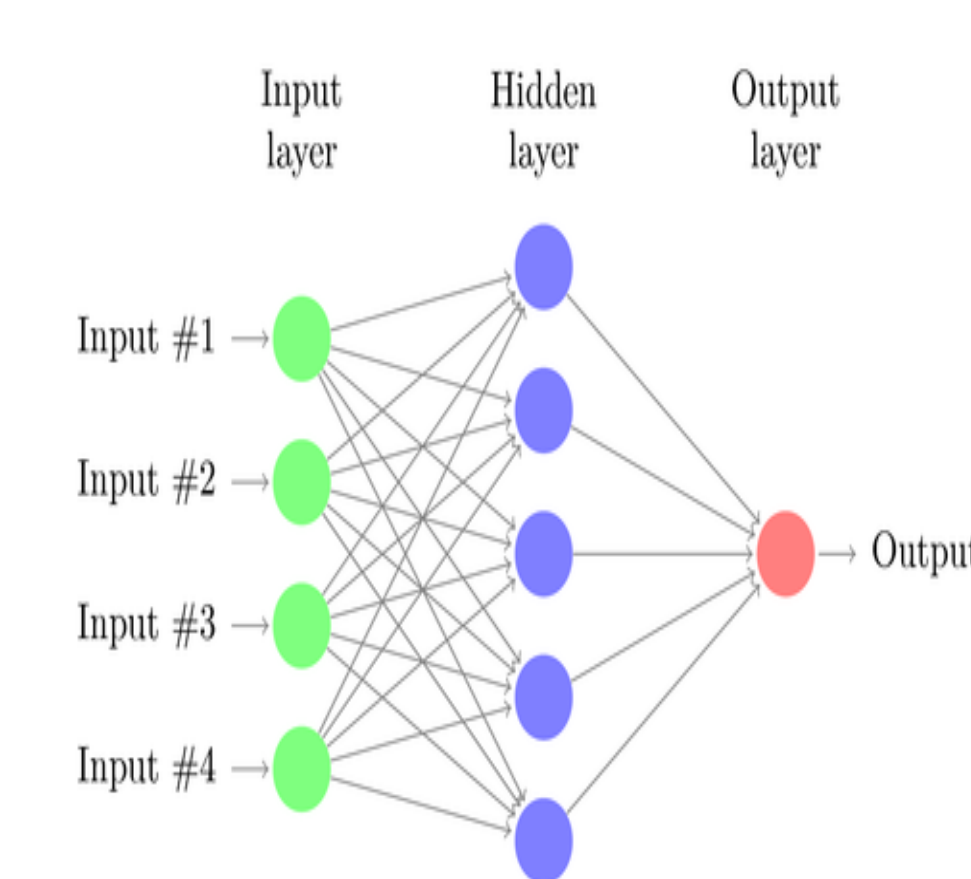 Input
layer
Hidden
layer
Output
layer
Input #1
Input #2
Input #3
Input #4
Output